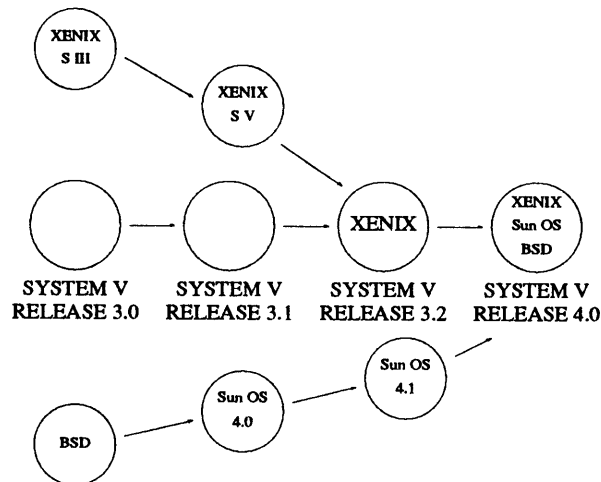 XENIX
S III
XENIX
S V
XENIX
XENIX
Sun OS
BSD
SYSTEM V
RELEASE 3.0
SYSTEM V
RELEASE 3.1
SYSTEM V
RELEASE 3.2
SYSTEM V
RELEASE 4.0
BSD
Sun OS
4.0
Sun OS
4.1